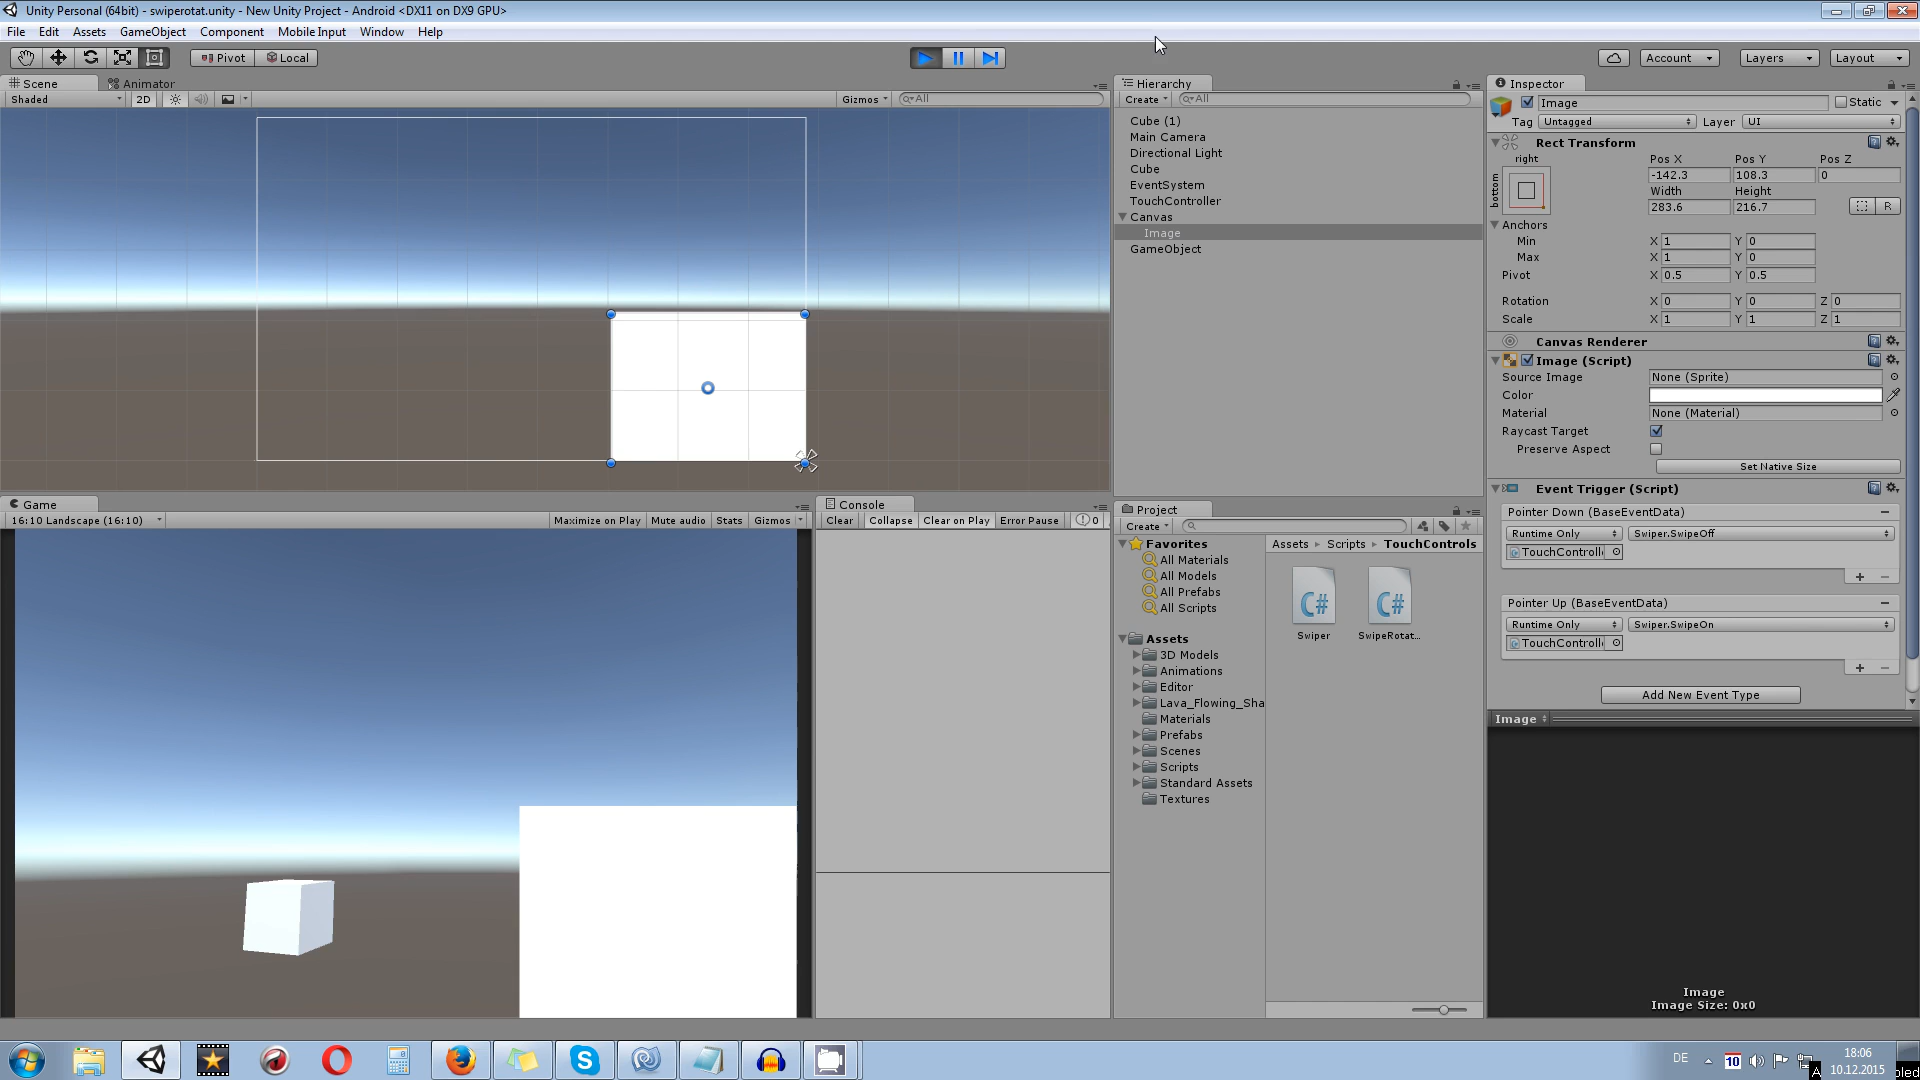 Unity Personal (64bit) - swiperotat.unity - New Unity Project - Android <DX11 on DX9 GPU>
File Edit Assets GameObject Component Mobile Input Window Help
Pivot Local Account Layers Layout
Scene Animator
Shaded 2D Gizmos All
Hierarchy
Create All
Cube (1)
Main Camera
Directional Light
Cube
EventSystem
TouchController
Canvas
Image
GameObject
Inspector
Image Static
Tag Untagged Layer UI
Rect Transform
right
bottom
Pos X Pos Y Pos Z
-142.3 108.3 0
Width Height
283.6 216.7 R
Anchors
Min X 1 Y 0
Max X 1 Y 0
Pivot X 0.5 Y 0.5
Rotation X 0 Y 0 Z 0
Scale X 1 Y 1 Z 1
Canvas Renderer
Image (Script)
Source Image None (Sprite)
Color
Material None (Material)
Raycast Target
Preserve Aspect
Set Native Size
Event Trigger (Script)
Pointer Down (BaseEventData)
Runtime Only Swiper.SwipeOff
TouchControll
Pointer Up (BaseEventData)
Runtime Only Swiper.SwipeOn
TouchControll
Add New Event Type
Image
Image
Image Size: 0x0
Game
16:10 Landscape (16:10) Maximize on Play Mute audio Stats Gizmos
Console
Clear Collapse Clear on Play Error Pause 0
Project
Create
Favorites
All Materials
All Models
All Prefabs
All Scripts
Assets
3D Models
Animations
Editor
Lava_Flowing_Sha
Materials
Prefabs
Scenes
Scripts
Standard Assets
Textures
Assets Scripts TouchControls
C# C#
Swiper SwipeRotat...
DE 10 18:06
10.12.2015